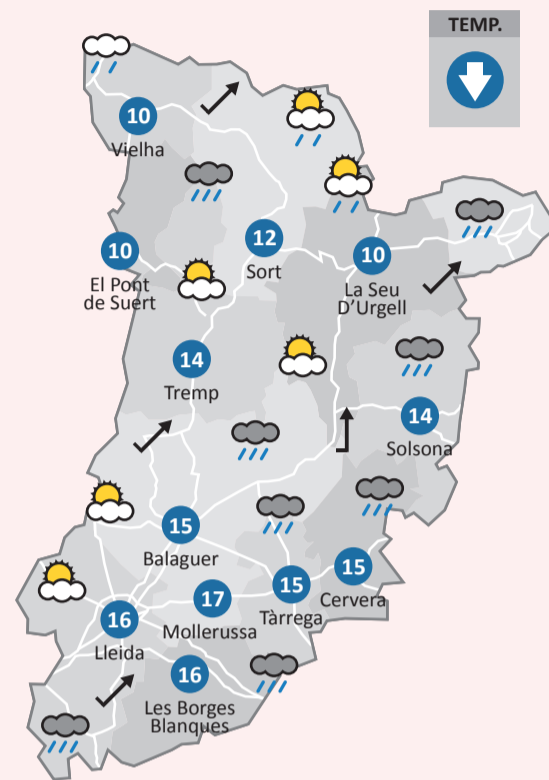 TEMP.
10
Vielha
10
El Pont
de Suert
12
Sort
10
La Seu
D'Urgell
14
Tremp
14
Solsona
15
Balaguer
15
Cervera
15
Tàrrega
17
Mollerussa
16
Lleida
16
Les Borges
Blanques